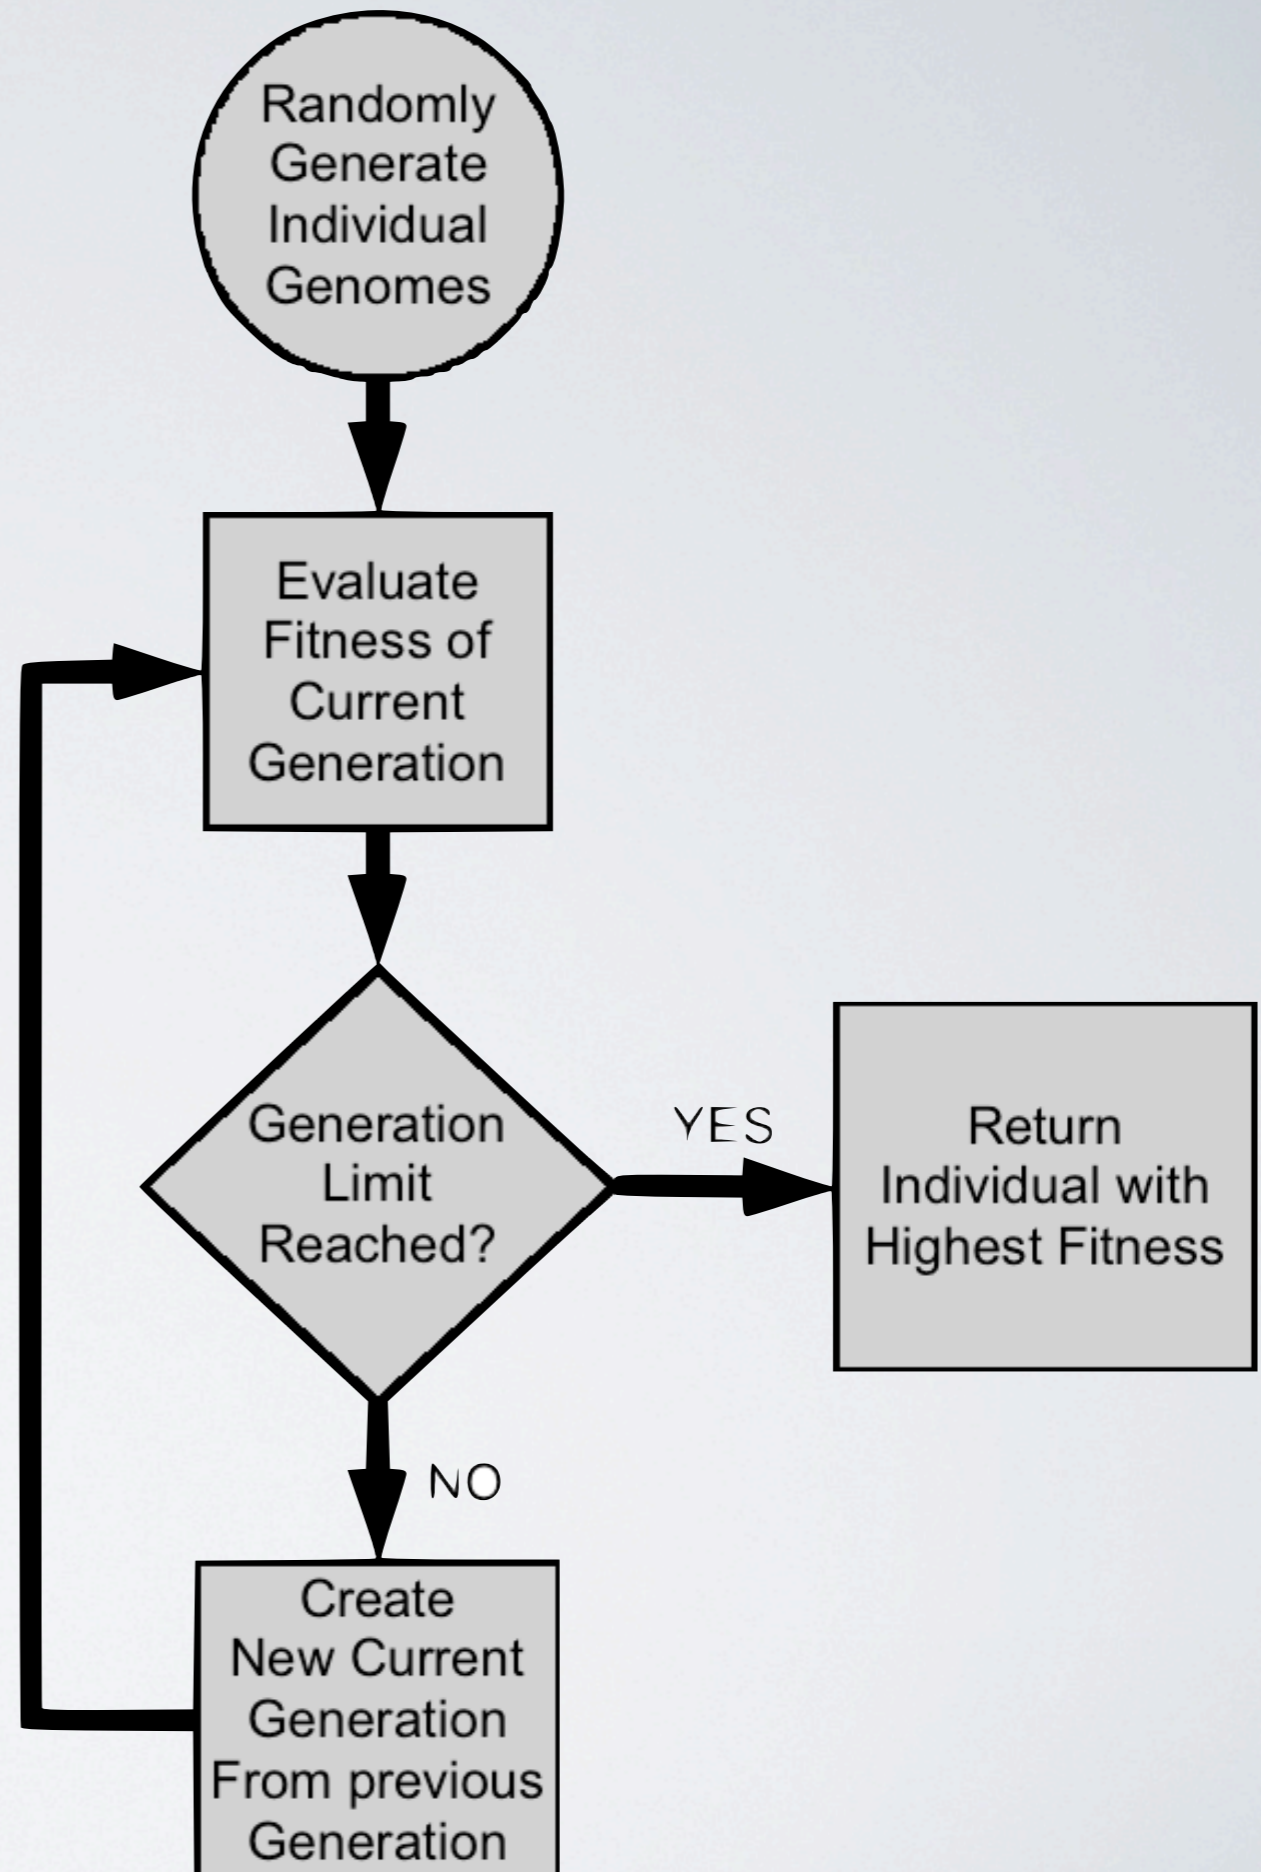 Randomly
Generate
Individual
Genomes
Evaluate
Fitness of
Current
Generation
Generation
Limit
Reached?
YES
Return
Individual with
Highest Fitness
NO
Create
New Current
Generation
From previous
Generation